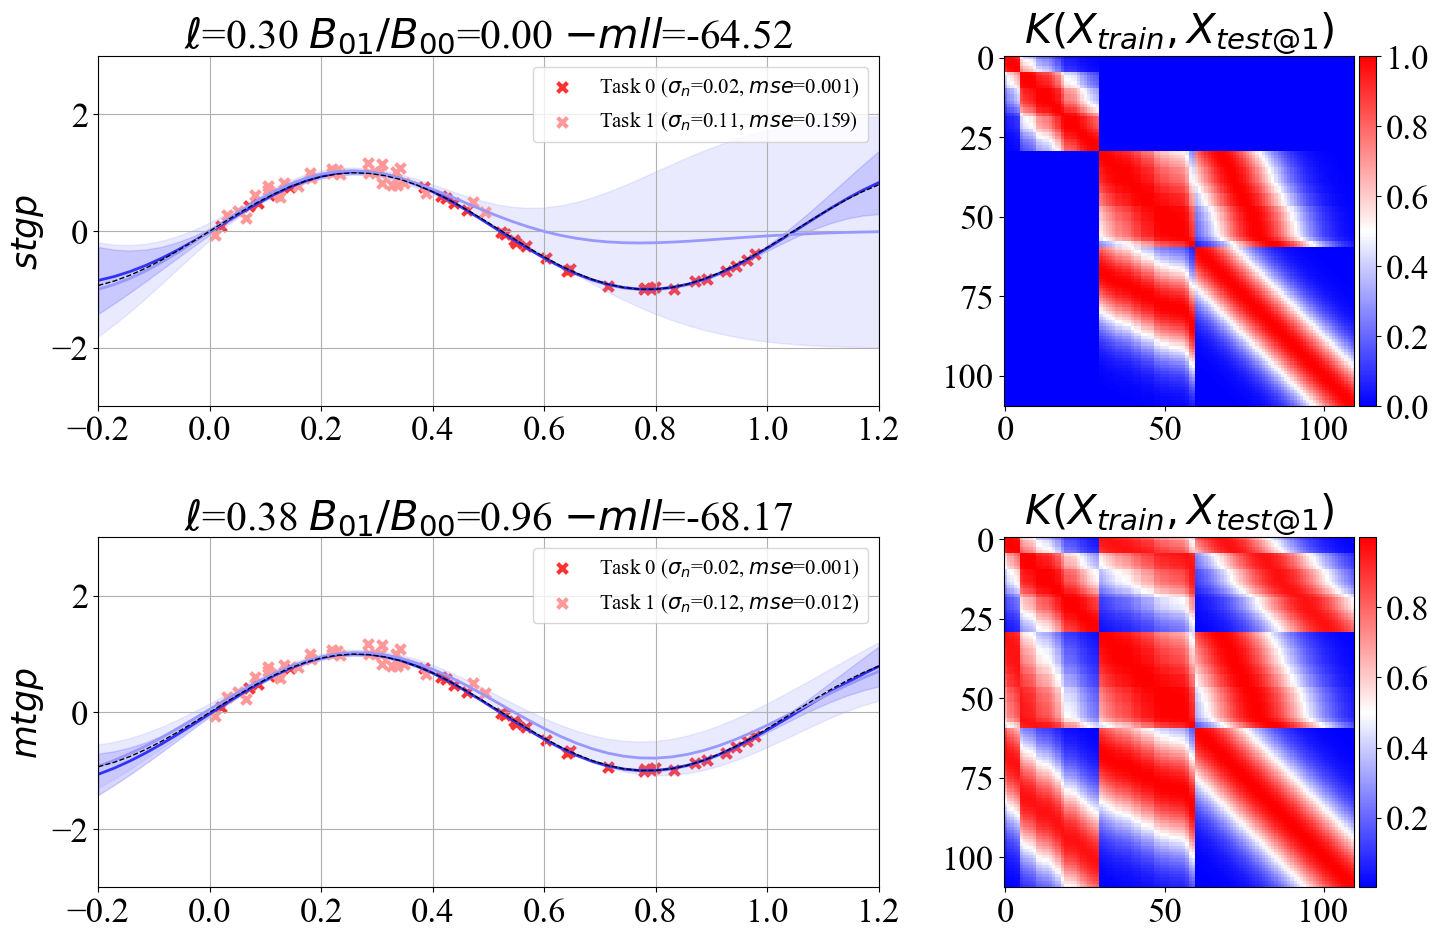 ℓ=0.30 B₀₁/B₀₀=0.00 −mll=-64.52
K(X_train, X_test@1)
stgp
Task 0 (σₙ=0.02, mse=0.001)
Task 1 (σₙ=0.11, mse=0.159)
2
0
−2
−0.2 0.0 0.2 0.4 0.6 0.8 1.0 1.2
0
25
50
75
100
0 50 100
1.0
0.8
0.6
0.4
0.2
0.0
ℓ=0.38 B₀₁/B₀₀=0.96 −mll=-68.17
K(X_train, X_test@1)
mtgp
Task 0 (σₙ=0.02, mse=0.001)
Task 1 (σₙ=0.12, mse=0.012)
2
0
−2
−0.2 0.0 0.2 0.4 0.6 0.8 1.0 1.2
0
25
50
75
100
0 50 100
0.8
0.6
0.4
0.2